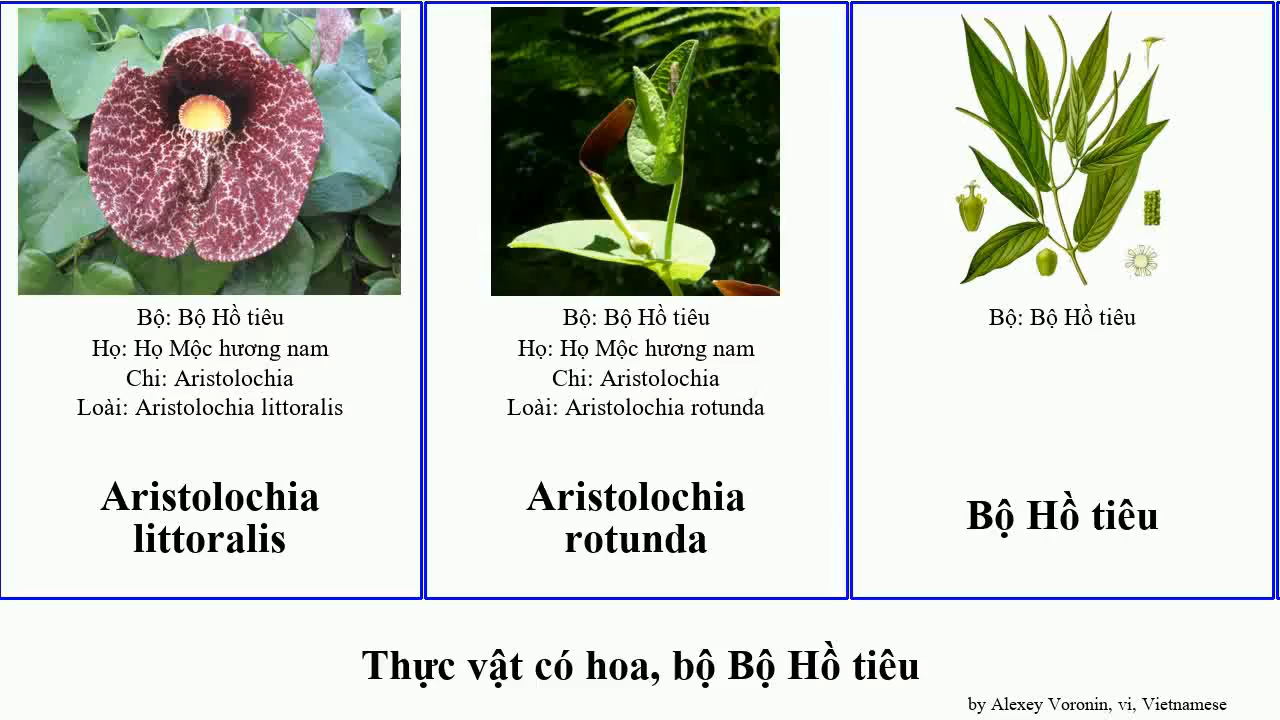 Bộ: Bộ Hồ tiêu
Họ: Họ Mộc hương nam
Chi: Aristolochia
Loài: Aristolochia littoralis
Aristolochia
littoralis
Bộ: Bộ Hồ tiêu
Họ: Họ Mộc hương nam
Chi: Aristolochia
Loài: Aristolochia rotunda
Aristolochia
rotunda
Bộ: Bộ Hồ tiêu
Bộ Hồ tiêu
Thực vật có hoa, bộ Bộ Hồ tiêu
by Alexey Voronin, vi, Vietnamese